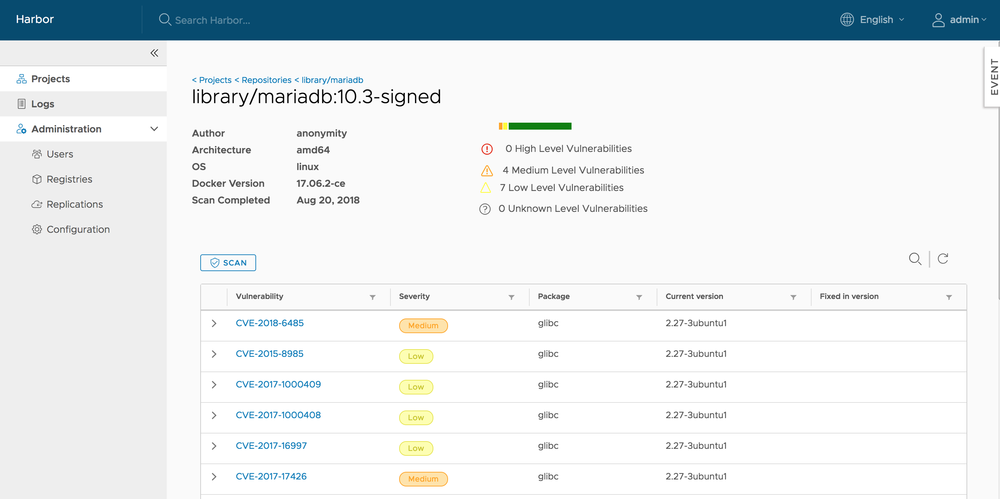 Harbor
Search Harbor...
English
admin
EVENT
Projects
Logs
Administration
Users
Registries
Replications
Configuration
< Projects < Repositories < library/mariadb
library/mariadb:10.3-signed
Author anonymity
Architecture amd64
OS linux
Docker Version 17.06.2-ce
Scan Completed Aug 20, 2018
0 High Level Vulnerabilities
4 Medium Level Vulnerabilities
7 Low Level Vulnerabilities
0 Unknown Level Vulnerabilities
SCAN
Vulnerability Severity Package Current version Fixed in version
CVE-2018-6485 Medium glibc 2.27-3ubuntu1
CVE-2015-8985 Low glibc 2.27-3ubuntu1
CVE-2017-1000409 Low glibc 2.27-3ubuntu1
CVE-2017-1000408 Low glibc 2.27-3ubuntu1
CVE-2017-16997 Low glibc 2.27-3ubuntu1
CVE-2017-17426 Medium glibc 2.27-3ubuntu1